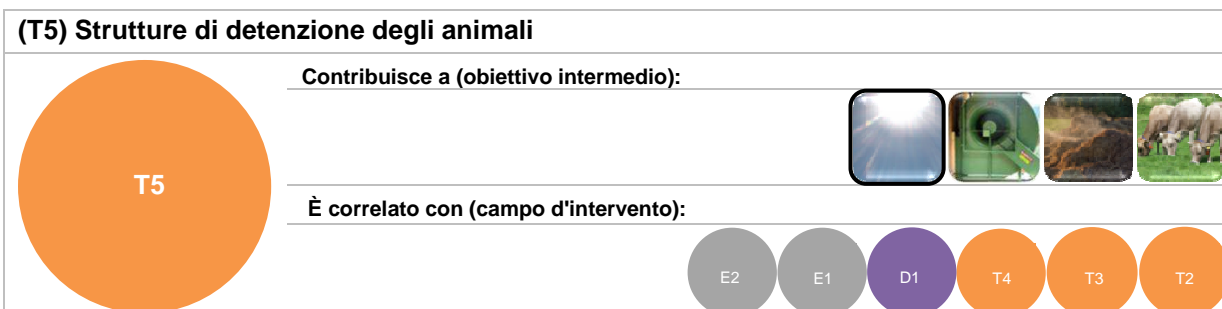 (T5) Strutture di detenzione degli animali
Contribuisce a (obiettivo intermedio):
T5
È correlato con (campo d'intervento):
E2 E1 D1 T4 T3 T2